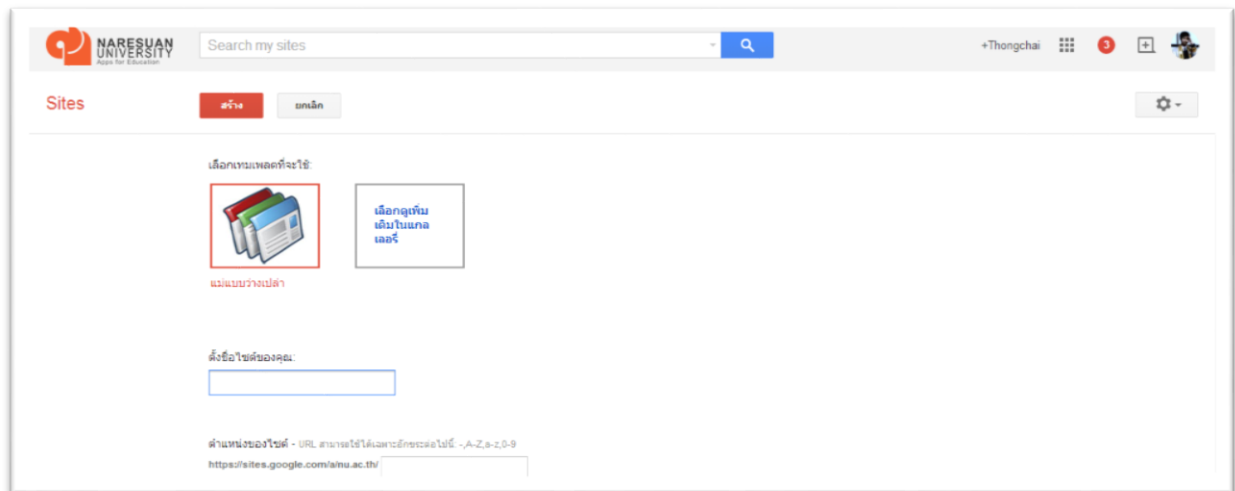 NARESUAN
UNIVERSITY
Apps for Education
Search my sites
+Thongchai
3
Sites
สร้าง
ยกเลิก
เลือกเทมเพลตที่จะใช้:
เลือกดูเพิ่ม
เติมในแกล
เลอรี่
แม่แบบว่างเปล่า
ตั้งชื่อไซต์ของคุณ:
ตำแหน่งของไซต์ - URL สามารถใช้ได้เฉพาะอักขระต่อไปนี้: -,A-Z,a-z,0-9
https://sites.google.com/a/nu.ac.th/